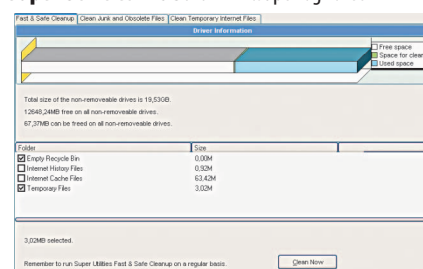 Fast & Safe Cleanup Clean Junk and Obsolete Files Clean Temporary Internet Files
Driver Information
Free space
Space for clean
Used space
Total size of the non-removeable drives is 19,53GB.
12648,24MB free on all non-removeable drives.
67,37MB can be freed on all non-removeable drives.
Folder Size
Empty Recycle Bin 0,00M
Internet History Files 0,92M
Internet Cache Files 63,42M
Temporary Files 3,02M
3,02MB selected.
Remember to run Super Utilities Fast & Safe Cleanup on a regular basis. Clean Now